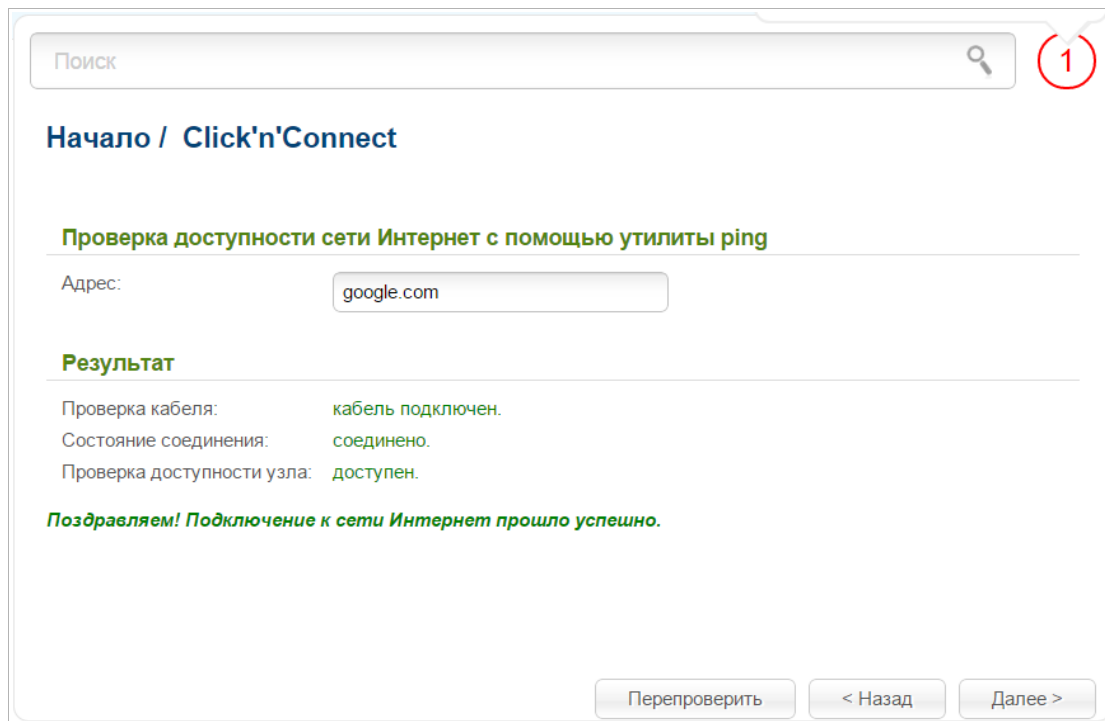 Поиск
1
Начало / Click'n'Connect
Проверка доступности сети Интернет с помощью утилиты ping
Адрес: google.com
Результат
Проверка кабеля: кабель подключен.
Состояние соединения: соединено.
Проверка доступности узла: доступен.
Поздравляем! Подключение к сети Интернет прошло успешно.
Перепроверить < Назад Далее >